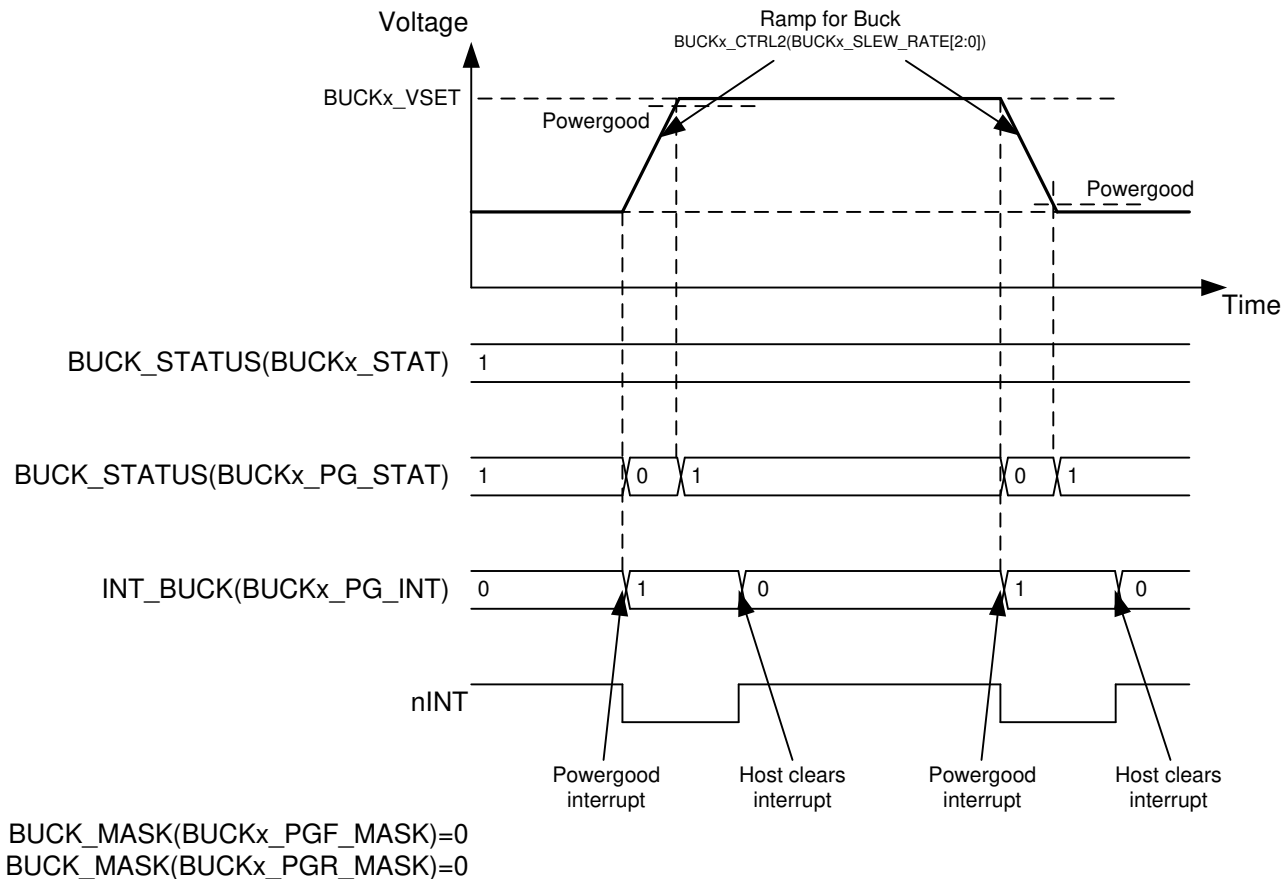 Voltage
Ramp for Buck
BUCKx_CTRL2(BUCKx_SLEW_RATE[2:0])
BUCKx_VSET
Powergood
Powergood
Time
BUCK_STATUS(BUCKx_STAT) 1
BUCK_STATUS(BUCKx_PG_STAT) 1 0 1 0 1
INT_BUCK(BUCKx_PG_INT) 0 1 0 1 0
nINT
Powergood
interrupt
Host clears
interrupt
Powergood
interrupt
Host clears
interrupt
BUCK_MASK(BUCKx_PGF_MASK)=0
BUCK_MASK(BUCKx_PGR_MASK)=0